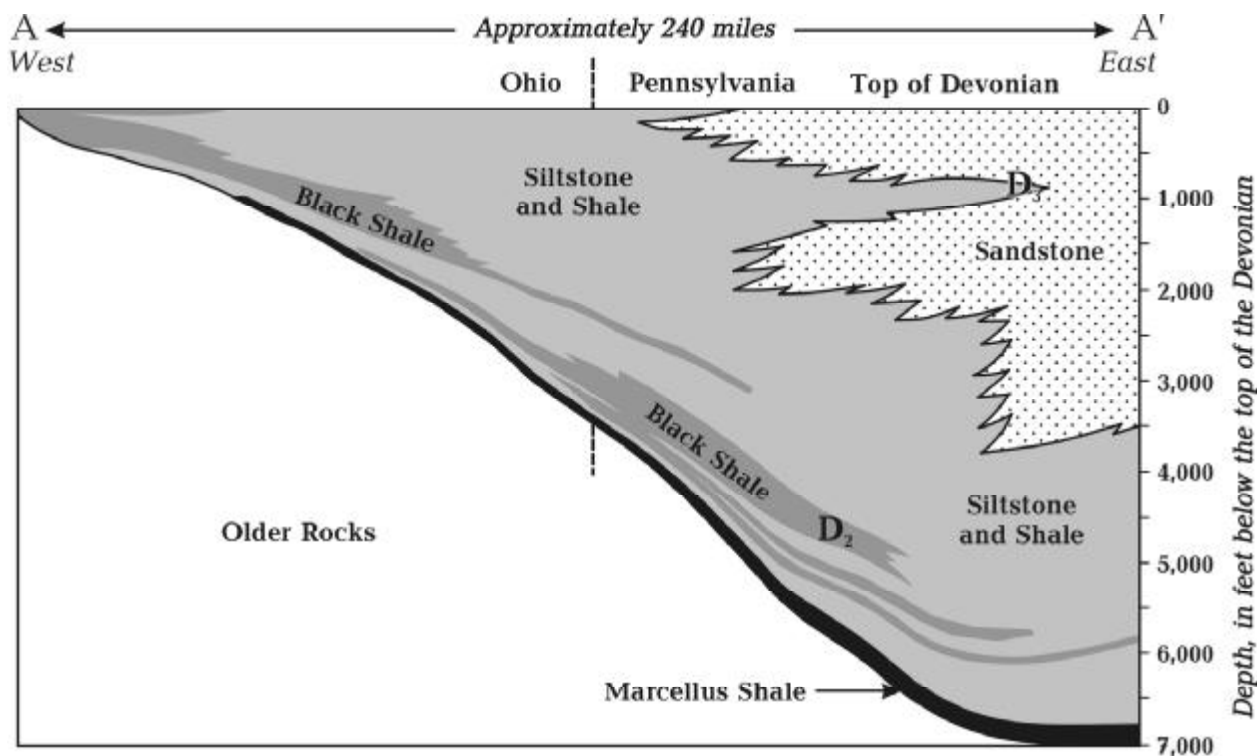 A
Approximately 240 miles
A'
West
East
Ohio
Pennsylvania
Top of Devonian
0
Siltstone
and Shale
Black Shale
D₃
1,000
Sandstone
2,000
3,000
Black Shale
4,000
Older Rocks
D₂
Siltstone
and Shale
5,000
6,000
Marcellus Shale
7,000
Depth, in feet below the top of the Devonian